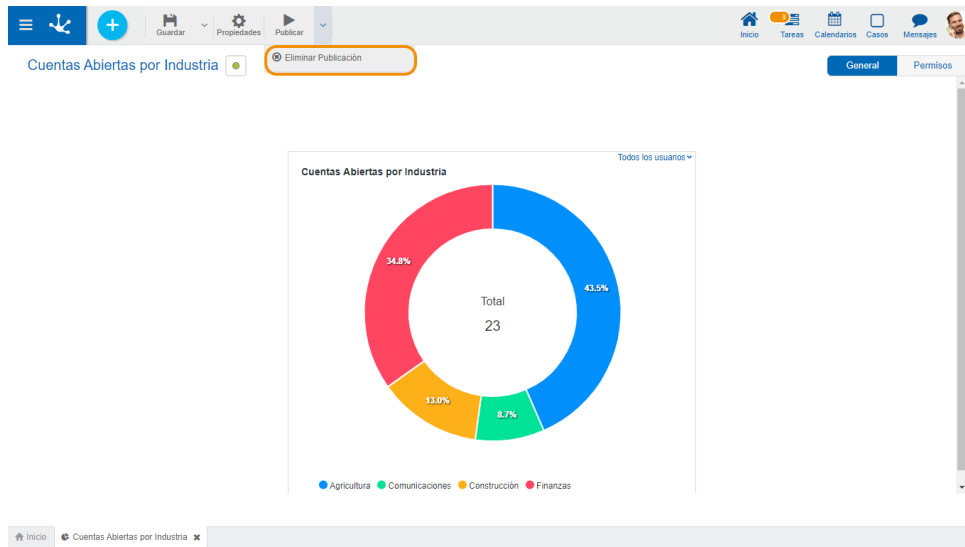 Guardar
Propiedades
Publicar
Inicio
Tareas
Calendarios
Casos
Mensajes
Eliminar Publicación
Cuentas Abiertas por Industria
General
Permisos
Todos los usuarios
Cuentas Abiertas por Industria
34.8%
43.5%
Total
23
13.0%
8.7%
Agricultura Comunicaciones Construcción Finanzas
Inicio Cuentas Abiertas por Industria